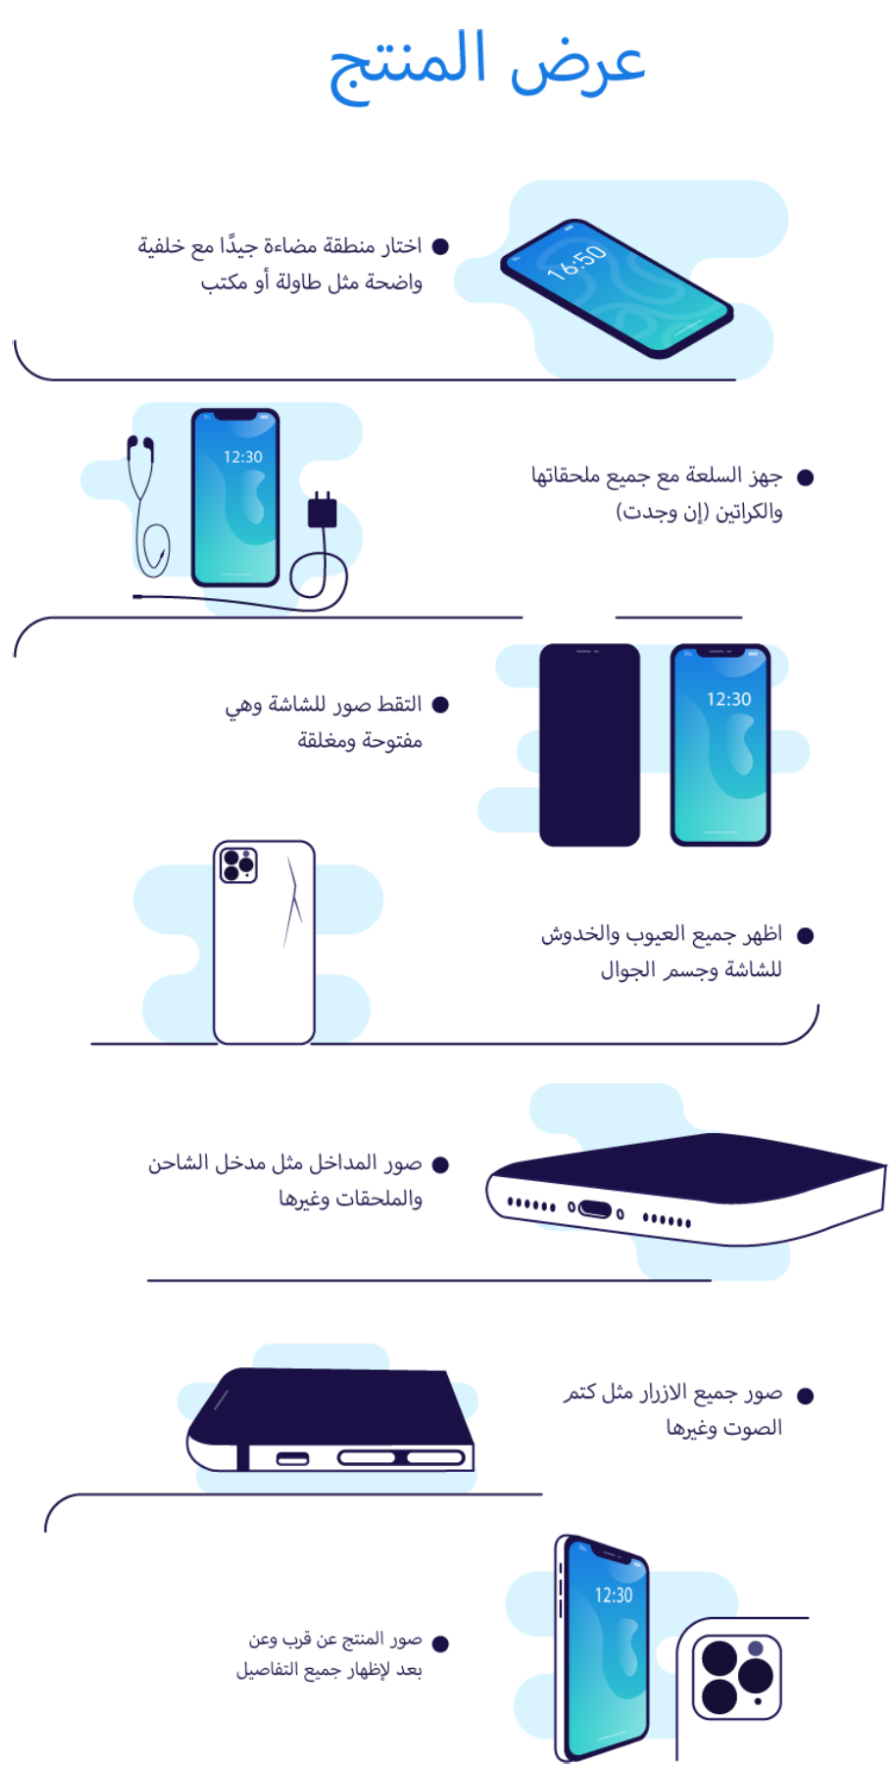 عرض المنتج
اختار منطقة مضاءة جيدًا مع خلفية
واضحة مثل طاولة أو مكتب
16:50
جهز السلعة مع جميع ملحقاتها
والكراتين (إن وجدت)
12:30
التقط صور للشاشة وهي
مفتوحة ومغلقة
12:30
اظهر جميع العيوب والخدوش
للشاشة وجسم الجوال
صور المداخل مثل مدخل الشاحن
والملحقات وغيرها
صور جميع الازرار مثل كتم
الصوت وغيرها
صور المنتج عن قرب وعن
بعد لإظهار جميع التفاصيل
12:30